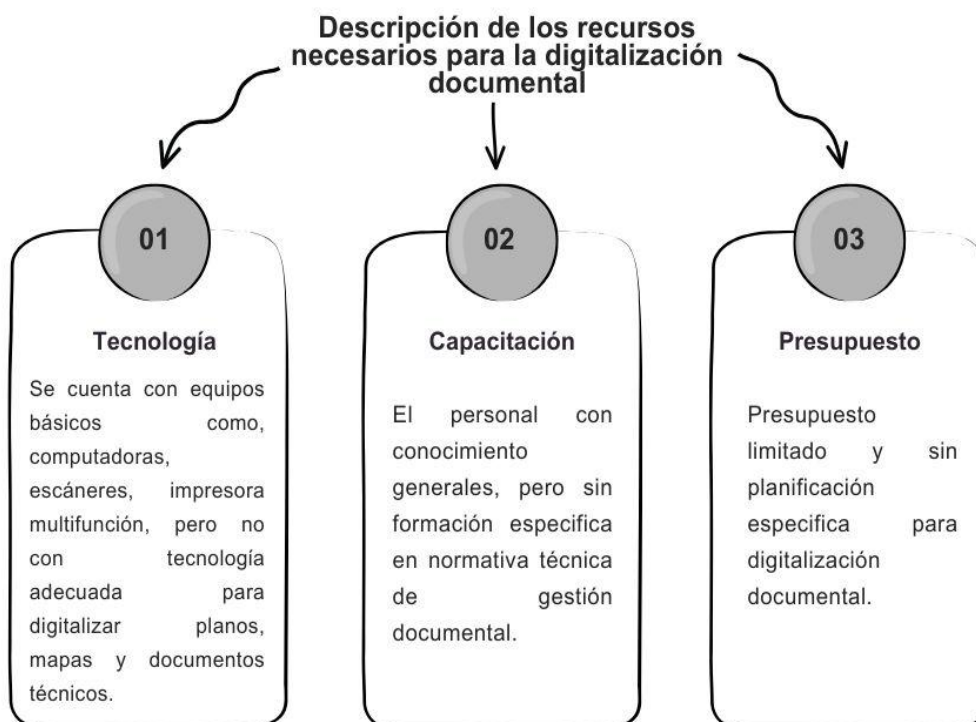 Descripción de los recursos
necesarios para la digitalización
documental
01
Tecnología
Se cuenta con equipos
básicos como,
computadoras,
escáneres, impresora
multifunción, pero no
con tecnología
adecuada para
digitalizar planos,
mapas y documentos
técnicos.
02
Capacitación
El personal con
conocimiento
generales, pero sin
formación especifica
en normativa técnica
de gestión
documental.
03
Presupuesto
Presupuesto
limitado y sin
planificación
especifica para
digitalización
documental.